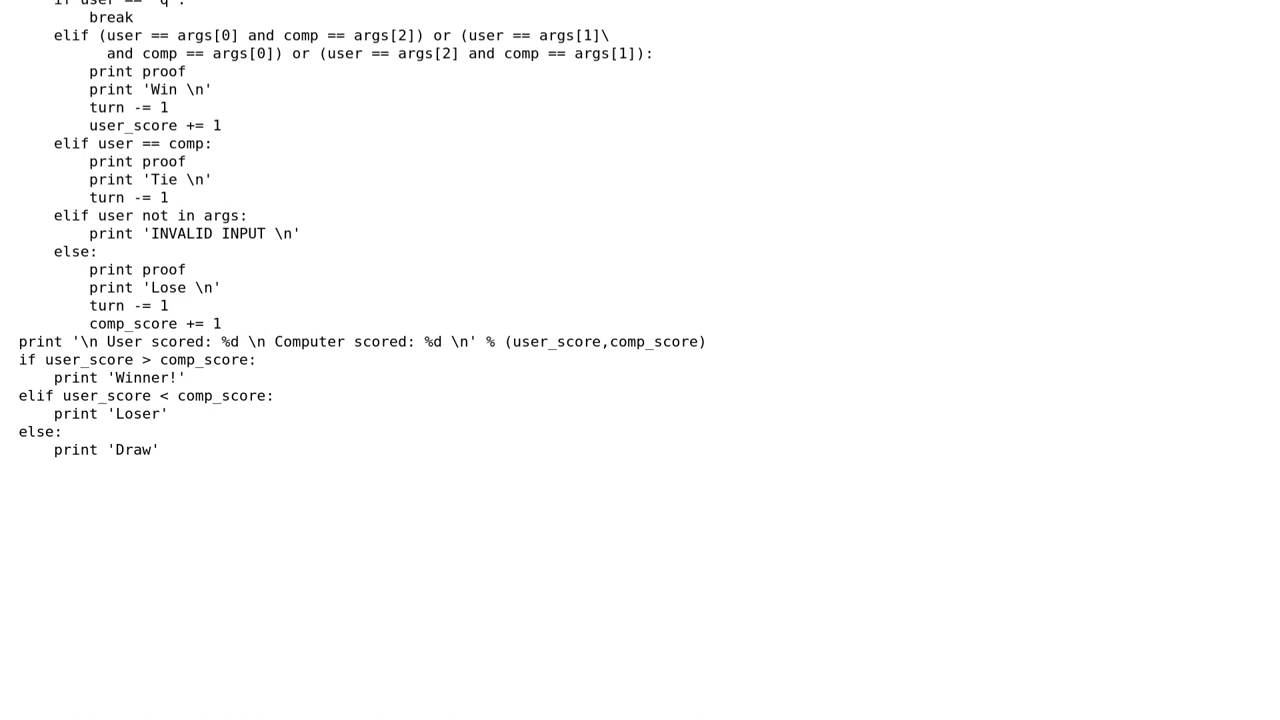 if user == 'q':
        break
    elif (user == args[0] and comp == args[2]) or (user == args[1]\
          and comp == args[0]) or (user == args[2] and comp == args[1]):
        print proof
        print 'Win \n'
        turn -= 1
        user_score += 1
    elif user == comp:
        print proof
        print 'Tie \n'
        turn -= 1
    elif user not in args:
        print 'INVALID INPUT \n'
    else:
        print proof
        print 'Lose \n'
        turn -= 1
        comp_score += 1
print '\n User scored: %d \n Computer scored: %d \n' % (user_score,comp_score)
if user_score > comp_score:
    print 'Winner!'
elif user_score < comp_score:
    print 'Loser'
else:
    print 'Draw'